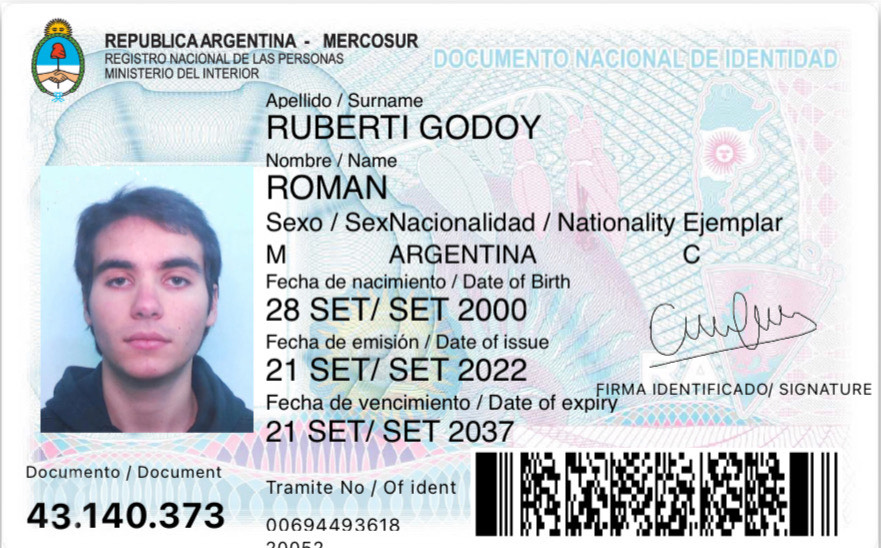 REPUBLICA ARGENTINA - MERCOSUR
REGISTRO NACIONAL DE LAS PERSONAS
MINISTERIO DEL INTERIOR
DOCUMENTO NACIONAL DE IDENTIDAD
Apellido / Surname
RUBERTI GODOY
Nombre / Name
ROMAN
Sexo / SexNacionalidad / Nationality Ejemplar
M ARGENTINA C
Fecha de nacimiento / Date of Birth
28 SET/ SET 2000
Fecha de emisión / Date of issue
21 SET/ SET 2022
Fecha de vencimiento / Date of expiry
21 SET/ SET 2037
FIRMA IDENTIFICADO/ SIGNATURE
Documento / Document
43.140.373
Tramite No / Of ident
00694493618
20052